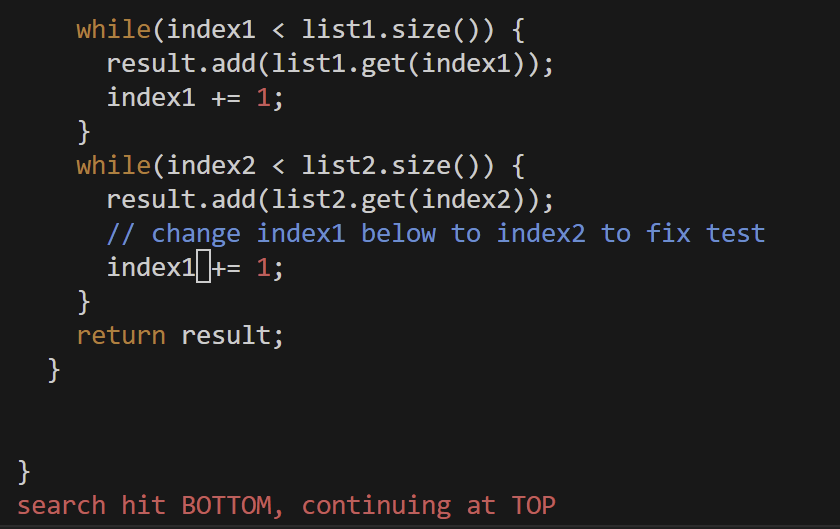 while(index1 < list1.size()) {
result.add(list1.get(index1));
index1 += 1;
}
while(index2 < list2.size()) {
result.add(list2.get(index2));
// change index1 below to index2 to fix test
index1 += 1;
}
return result;
}
}
search hit BOTTOM, continuing at TOP